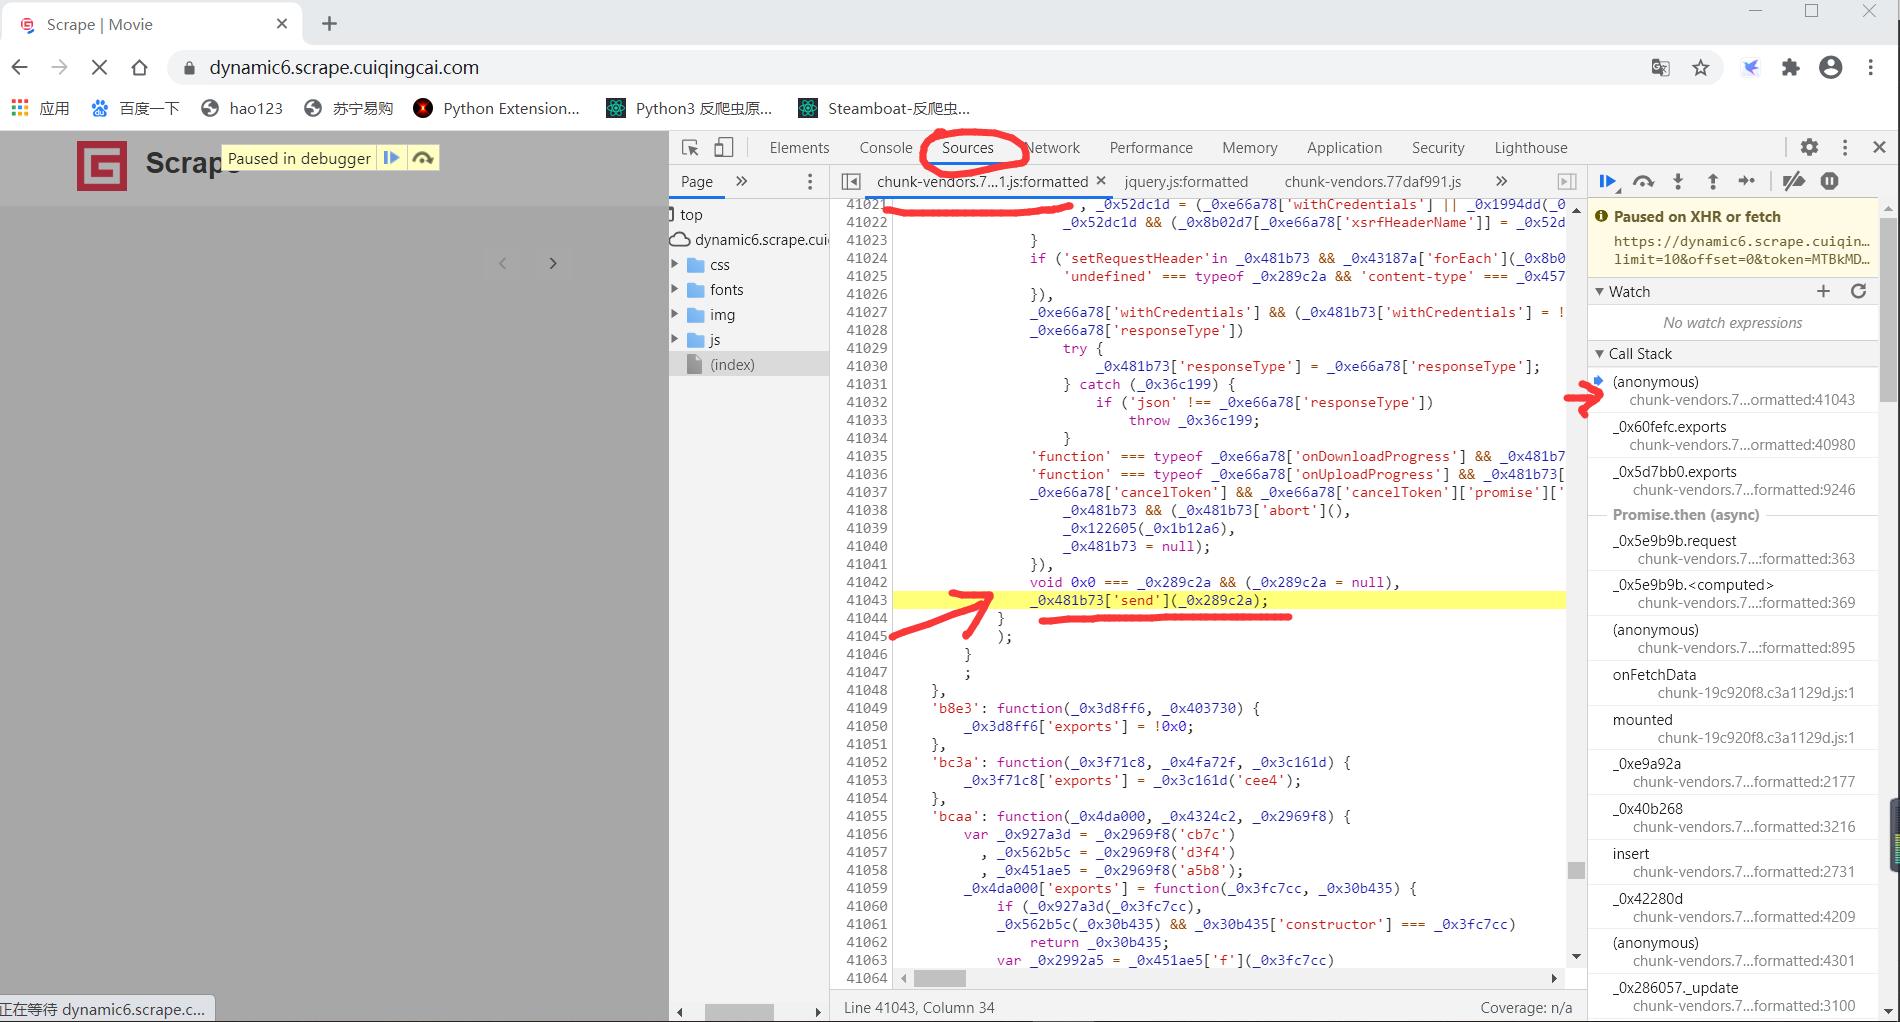 Scrape | Movie
dynamic6.scrape.cuiqingcai.com
应用
百度一下
hao123
苏宁易购
Python Extension...
Python3 反爬虫原...
Steamboat-反爬虫...
Scrape
Paused in debugger
Elements
Console
Sources
Network
Performance
Memory
Application
Security
Lighthouse
Page
chunk-vendors.7...1.js:formatted
jquery.js:formatted
chunk-vendors.77daf991.js
top
dynamic6.scrape.cui
css
fonts
img
js
(index)
41021 , _0x52dc1d = (_0xe66a78['withCredentials'] || _0x1994dd(_0
41022 _0x52dc1d && (_0x8b02d7[_0xe66a78['xsrfHeaderName']] = _0x52d
41023 }
41024 if ('setRequestHeader'in _0x481b73 && _0x43187a['forEach'](_0x8b0
41025 'undefined' === typeof _0x289c2a && 'content-type' === _0x457
41026 }),
41027 _0xe66a78['withCredentials'] && (_0x481b73['withCredentials'] = !
41028 _0xe66a78['responseType'])
41029 try {
41030 _0x481b73['responseType'] = _0xe66a78['responseType'];
41031 } catch (_0x36c199) {
41032 if ('json' !== _0xe66a78['responseType'])
41033 throw _0x36c199;
41034 }
41035 'function' === typeof _0xe66a78['onDownloadProgress'] && _0x481b7
41036 'function' === typeof _0xe66a78['onUploadProgress'] && _0x481b73[
41037 _0xe66a78['cancelToken'] && _0xe66a78['cancelToken']['promise']['
41038 _0x481b73 && (_0x481b73['abort'](),
41039 _0x122605(_0x1b12a6),
41040 _0x481b73 = null);
41041 }),
41042 void 0x0 === _0x289c2a && (_0x289c2a = null),
41043 _0x481b73['send'](_0x289c2a);
41044 }
41045 );
41046 }
41047 ;
41048 },
41049 'b8e3': function(_0x3d8ff6, _0x403730) {
41050 _0x3d8ff6['exports'] = !0x0;
41051 },
41052 'bc3a': function(_0x3f71c8, _0x4fa72f, _0x3c161d) {
41053 _0x3f71c8['exports'] = _0x3c161d('cee4');
41054 },
41055 'bcaa': function(_0x4da000, _0x4324c2, _0x2969f8) {
41056 var _0x927a3d = _0x2969f8('cb7c')
41057 , _0x562b5c = _0x2969f8('d3f4')
41058 , _0x451ae5 = _0x2969f8('a5b8');
41059 _0x4da000['exports'] = function(_0x3fc7cc, _0x30b435) {
41060 if (_0x927a3d(_0x3fc7cc),
41061 _0x562b5c(_0x30b435) && _0x30b435['constructor'] === _0x3fc7cc)
41062 return _0x30b435;
41063 var _0x2992a5 = _0x451ae5['f'](_0x3fc7cc)
41064
Line 41043, Column 34
Coverage: n/a
Paused on XHR or fetch
https://dynamic6.scrape.cuiqin...
limit=10&offset=0&token=MTBkMD...
Watch
No watch expressions
Call Stack
(anonymous)
chunk-vendors.7...ormatted:41043
_0x60fefc.exports
chunk-vendors.7...ormatted:40980
_0x5d7bb0.exports
chunk-vendors.7...formatted:9246
Promise.then (async)
_0x5e9b9b.request
chunk-vendors.7...:formatted:363
_0x5e9b9b.<computed>
chunk-vendors.7...:formatted:369
(anonymous)
chunk-vendors.7...:formatted:895
onFetchData
chunk-19c920f8.c3a1129d.js:1
mounted
chunk-19c920f8.c3a1129d.js:1
_0xe9a92a
chunk-vendors.7...formatted:2177
_0x40b268
chunk-vendors.7...formatted:3216
insert
chunk-vendors.7...formatted:2731
_0x42280d
chunk-vendors.7...formatted:4209
(anonymous)
chunk-vendors.7...formatted:4301
_0x286057._update
chunk-vendors.7...formatted:3100
正在等待 dynamic6.scrape.c...